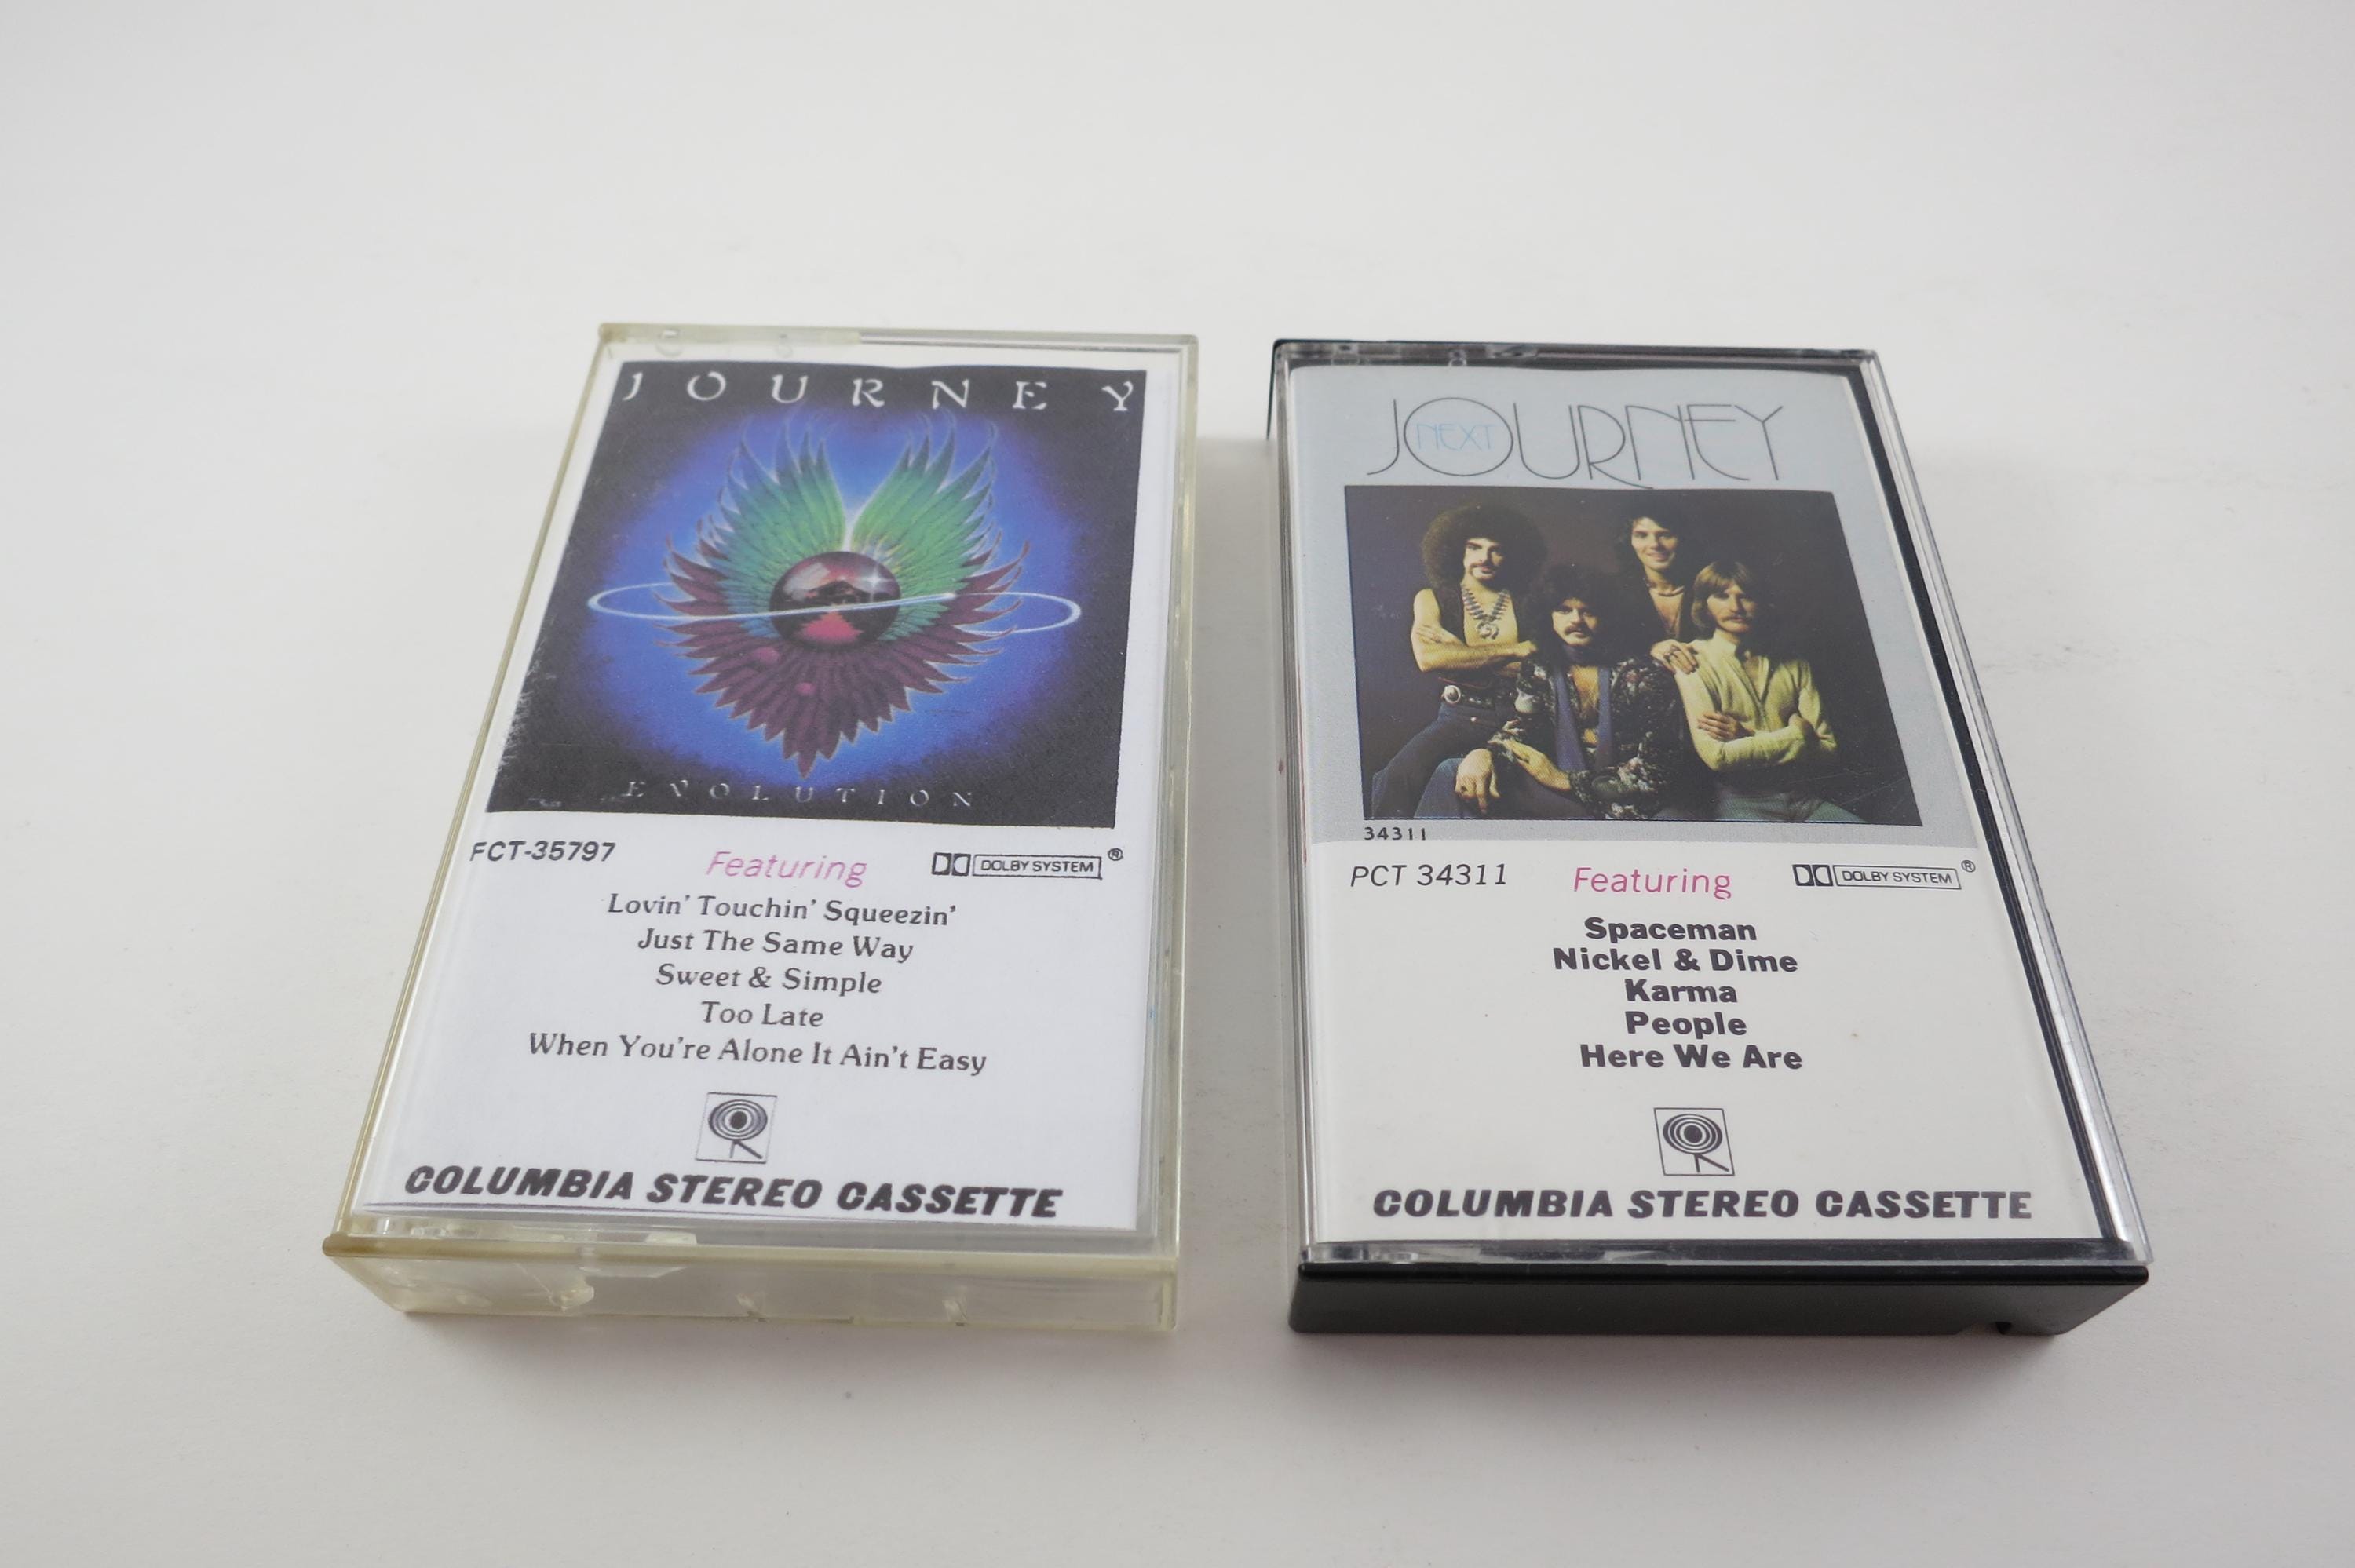 JOURNEY
EVOLUTION
FCT-35797
Featuring
DOLBY SYSTEM ®
Lovin' Touchin' Squeezin'
Just The Same Way
Sweet & Simple
Too Late
When You're Alone It Ain't Easy
COLUMBIA STEREO CASSETTE
JOURNEY
NEXT
34311
PCT 34311
Featuring
DOLBY SYSTEM ®
Spaceman
Nickel & Dime
Karma
People
Here We Are
COLUMBIA STEREO CASSETTE